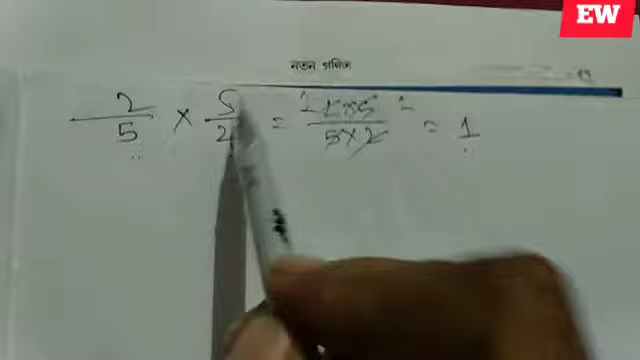 EW
নতুন গণিত
2/5 × 5/2 = 2×5/5×2 = 1